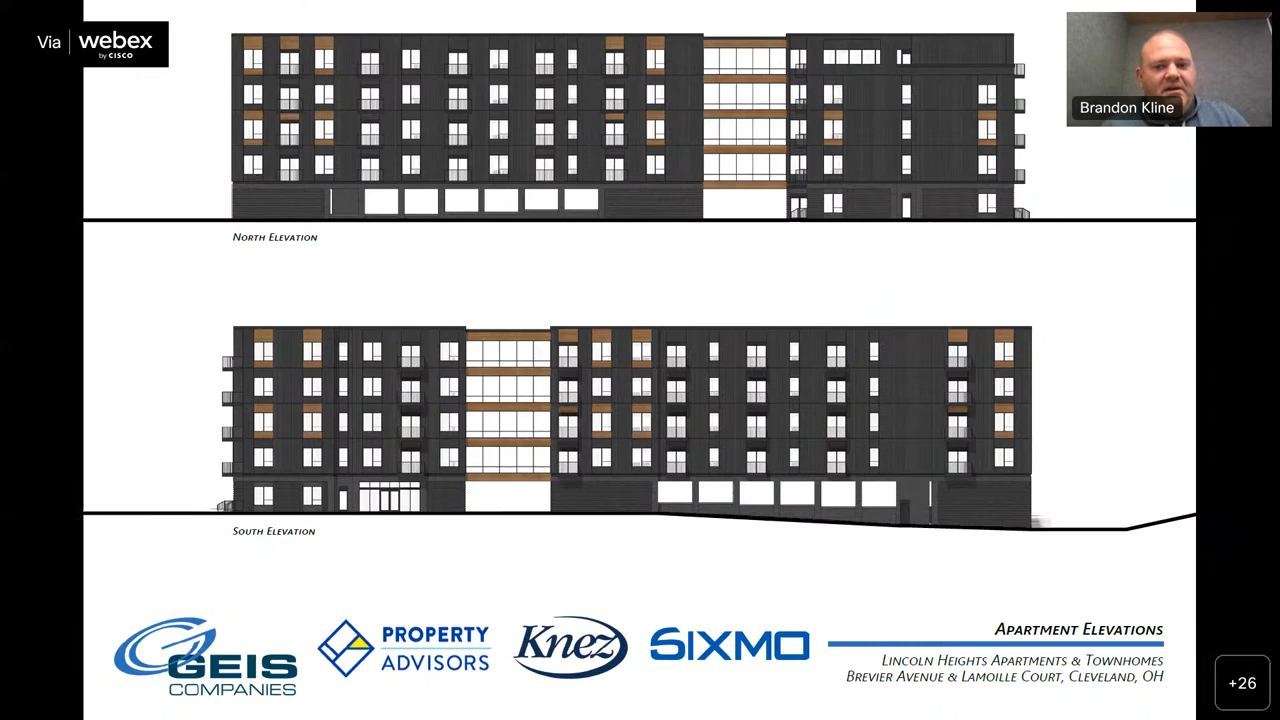 Via webex
by CISCO
Brandon Kline
NORTH ELEVATION
SOUTH ELEVATION
GEIS
COMPANIES
PROPERTY
ADVISORS
Knez
SIXMO
APARTMENT ELEVATIONS
LINCOLN HEIGHTS APARTMENTS & TOWNHOMES
BREVIER AVENUE & LAMOILLE COURT, CLEVELAND, OH
+26